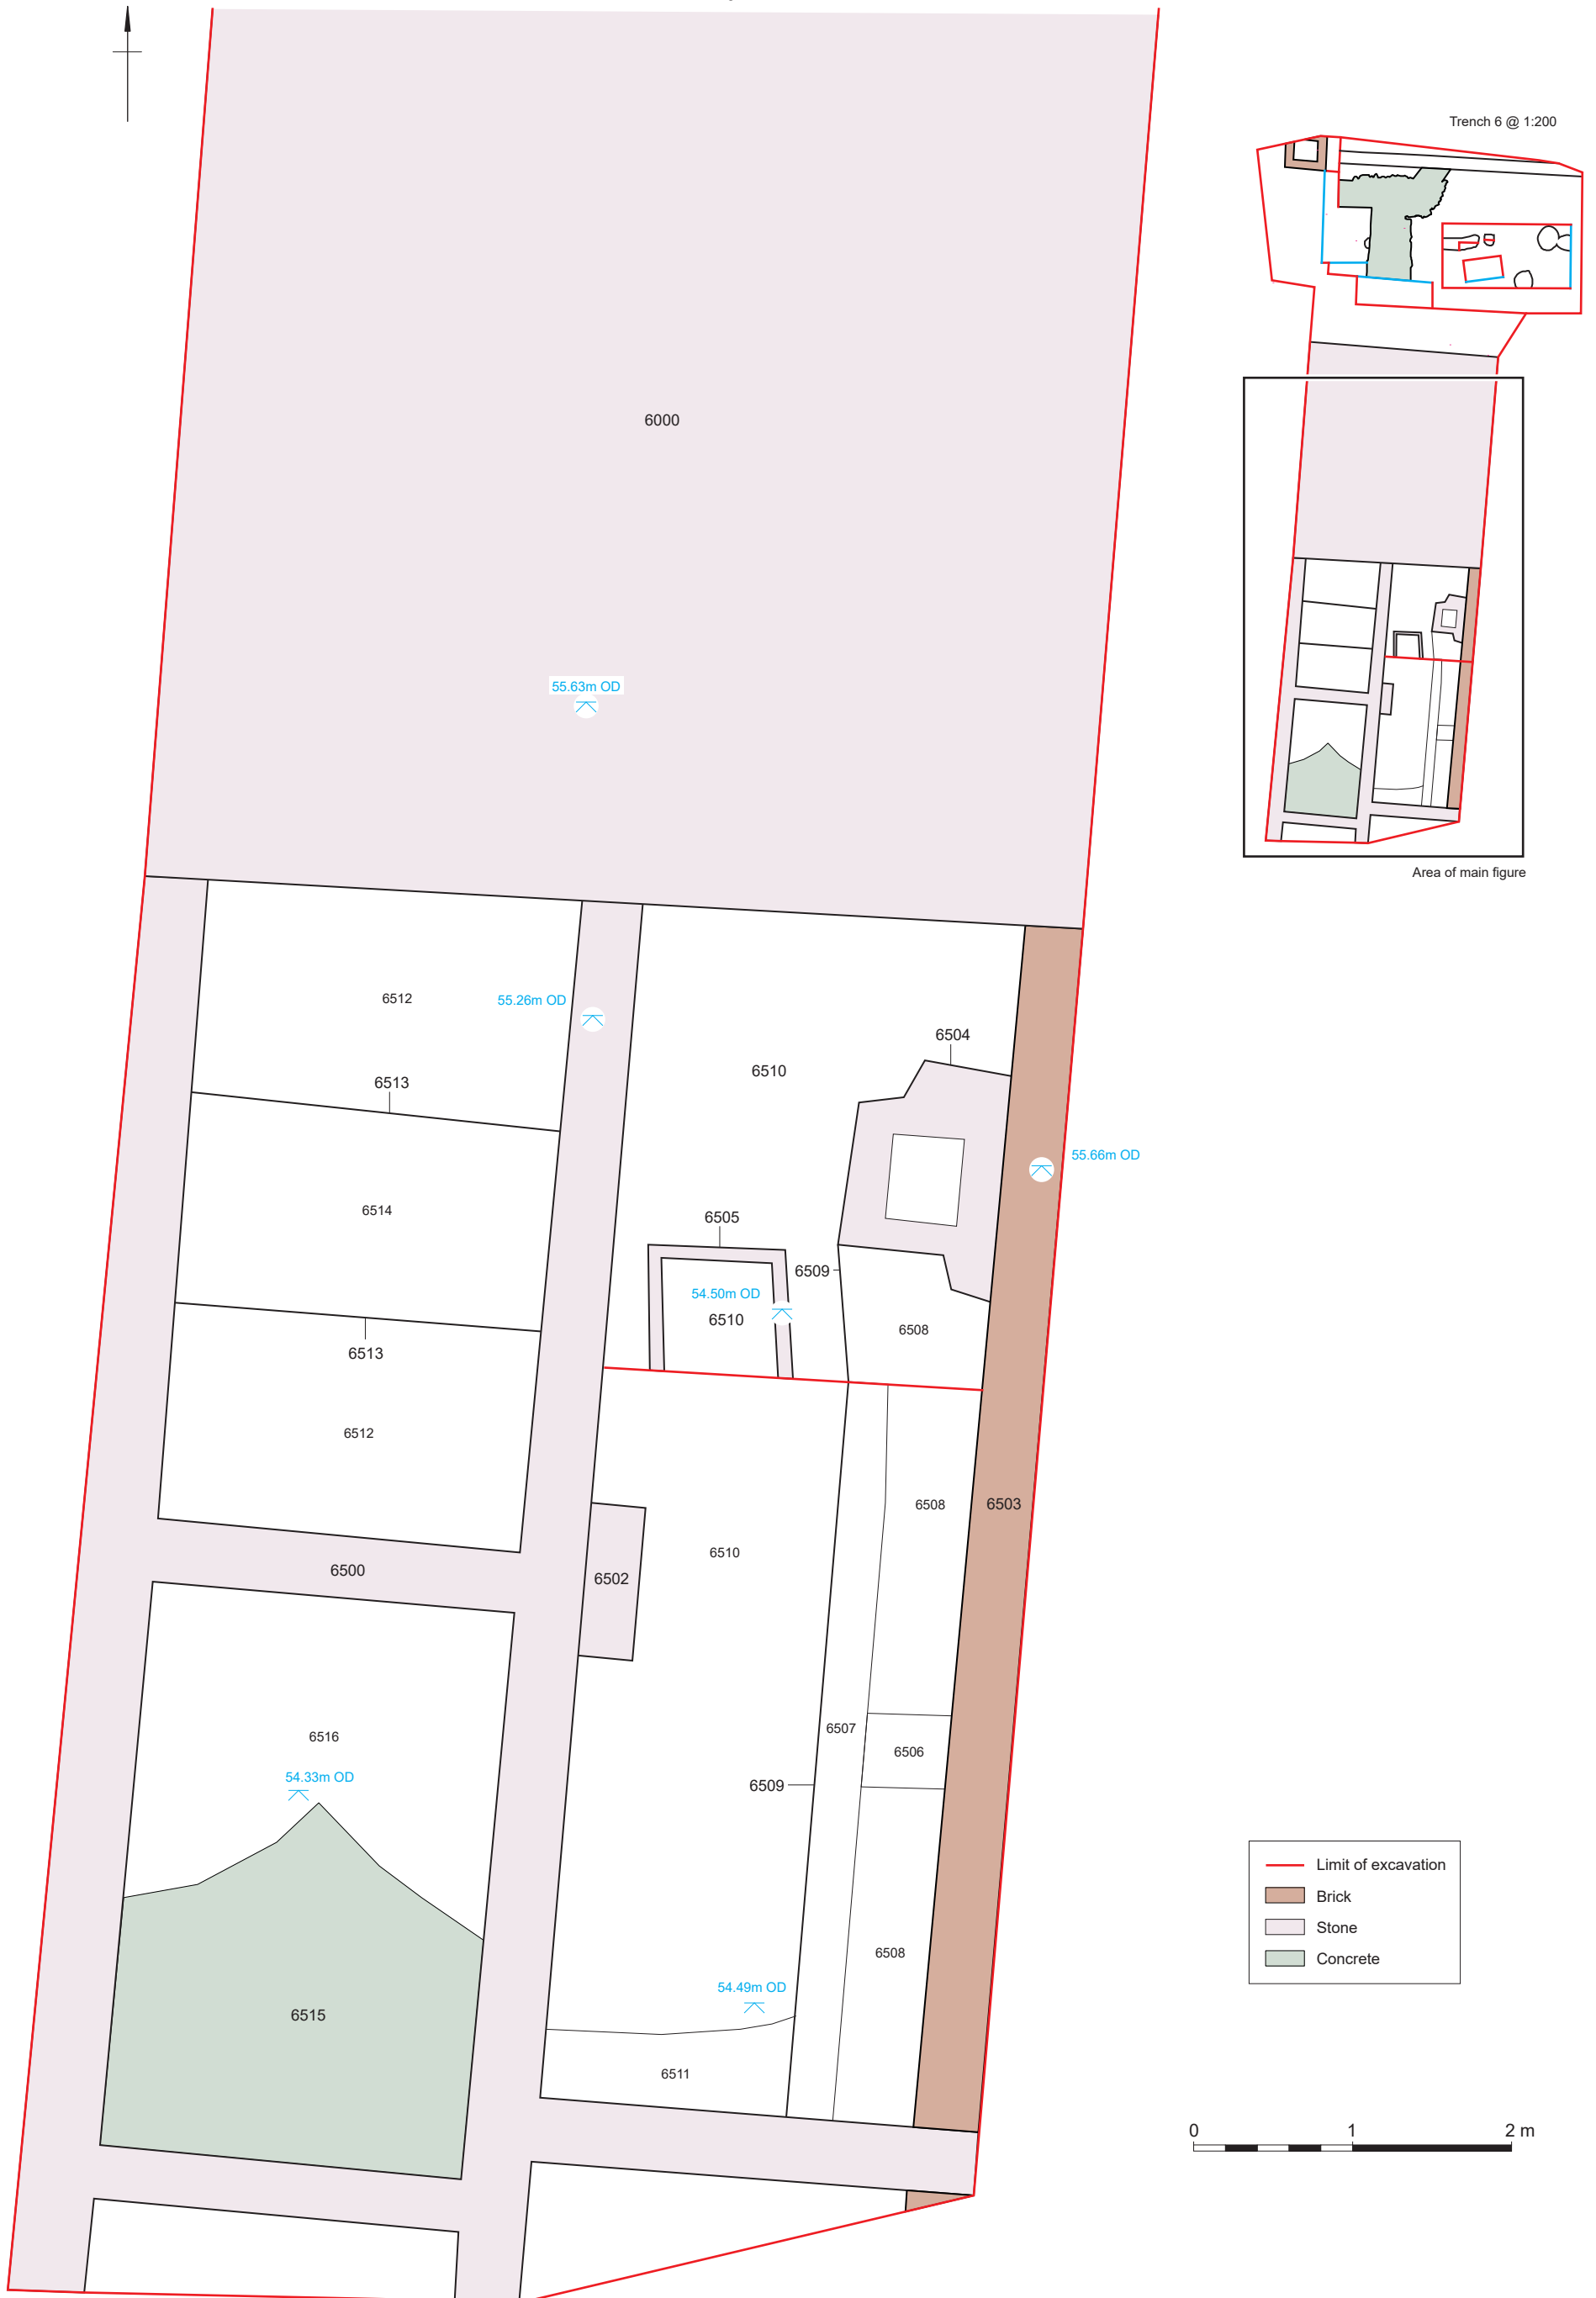 Trench 6 @ 1:200
6000
55.63m OD
Area of main figure
6512
55.26m OD
6504
6510
6513
55.66m OD
6514
6505
6509
54.50m OD
6510
6508
6513
6512
6508
6503
6510
6500
6502
6507
6516
6506
54.33m OD
6509
Limit of excavation
Brick
Stone
Concrete
6508
54.49m OD
6515
6511
0 1 2 m